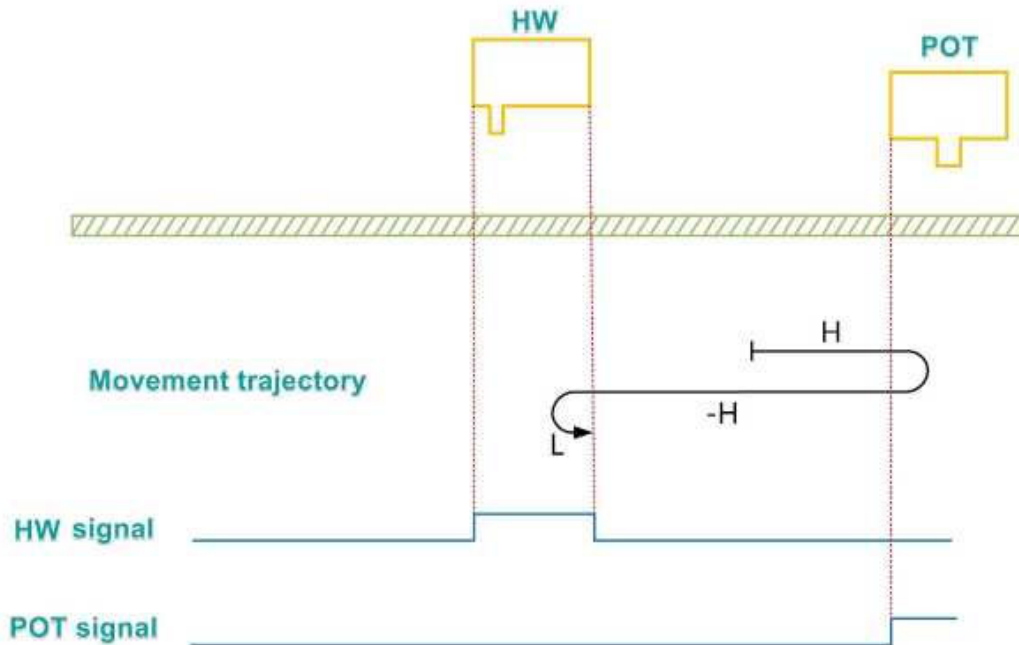 HW
POT
H
Movement trajectory
-H
L
HW signal
POT signal